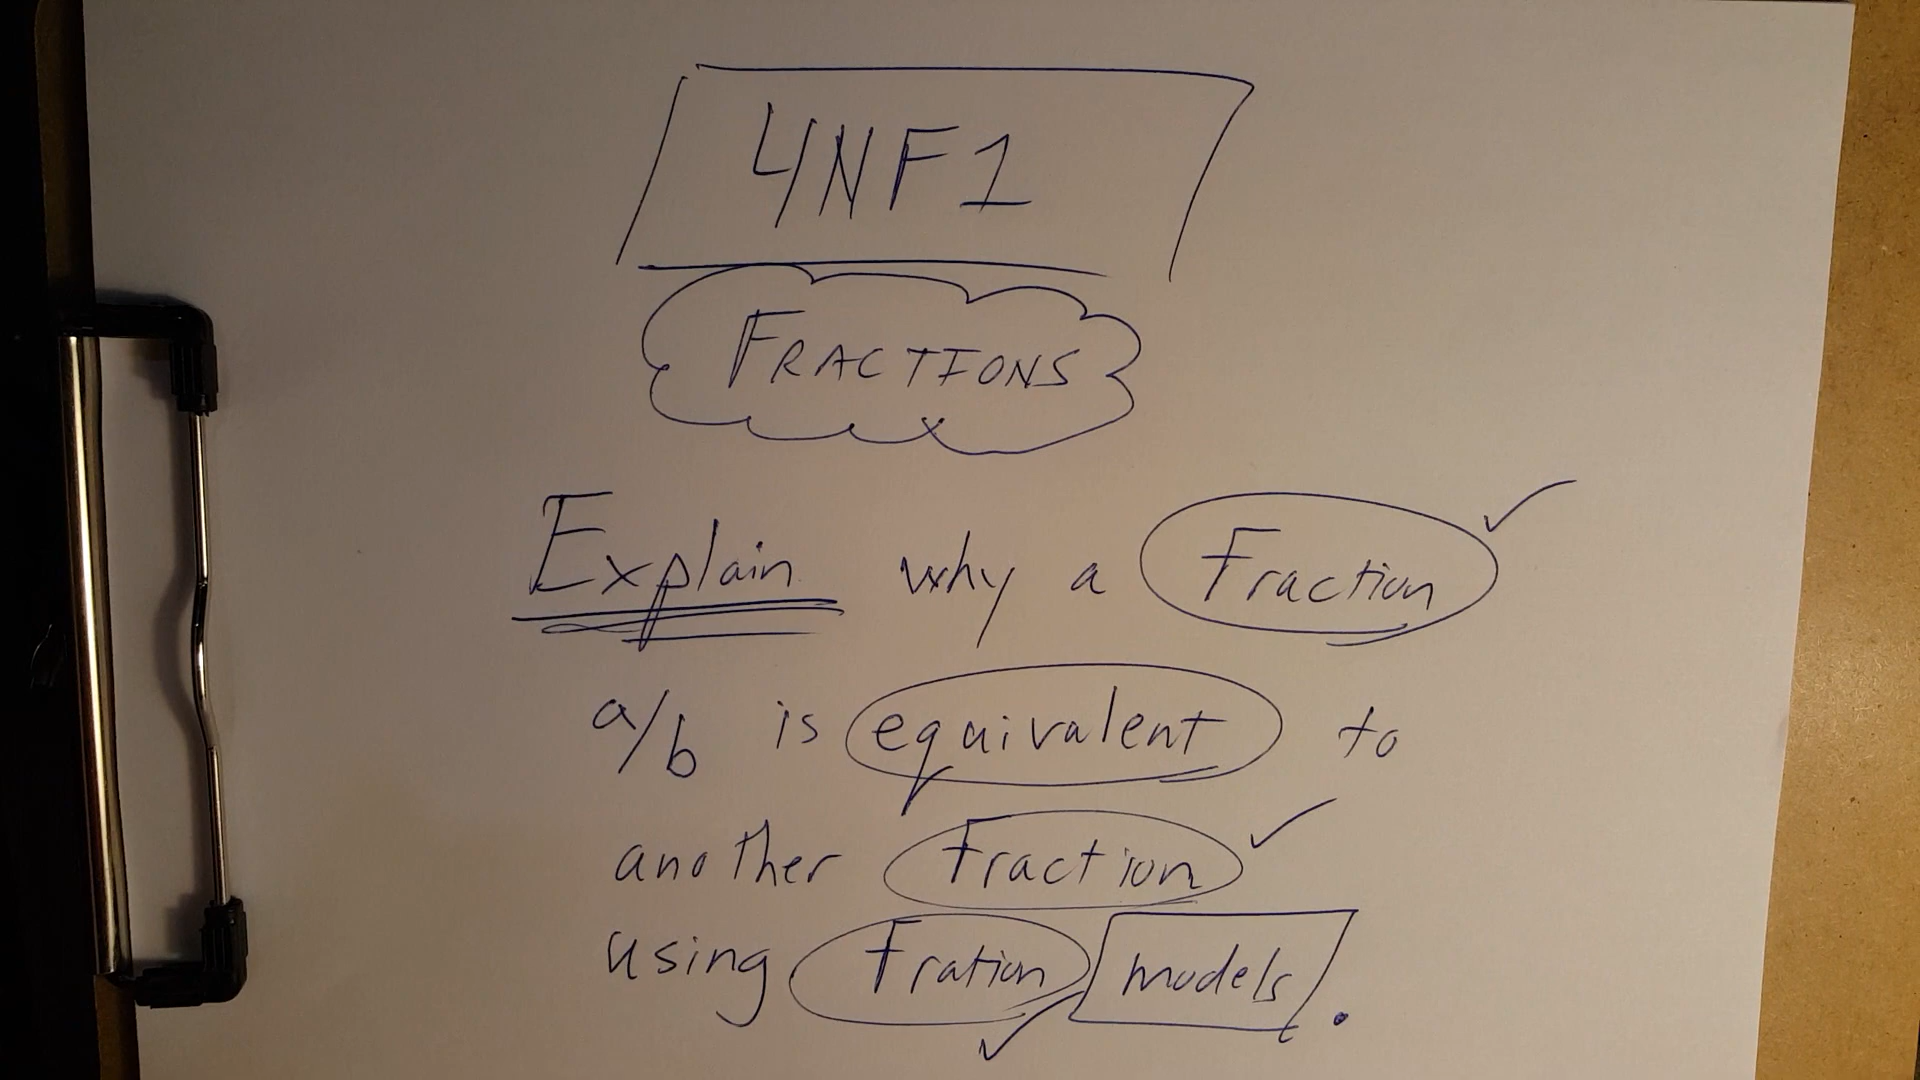 4NF1
FRACTIONS
Explain why a Fraction
a/b is equivalent to
another Fraction
using Fration models.